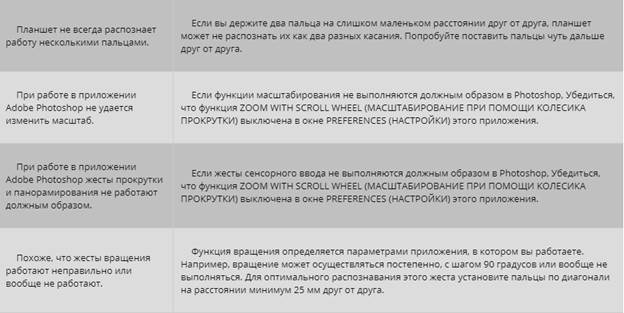 Планшет не всегда распознает
работу несколькими пальцами.
Если вы держите два пальца на слишком маленьком расстоянии друг от друга, планшет
может не распознать их как два разных касания. Попробуйте поставить пальцы чуть дальше
друг от друга.
При работе в приложении
Adobe Photoshop не удается
изменить масштаб.
Если функции масштабирования не выполняются должным образом в Photoshop, Убедиться,
что функция ZOOM WITH SCROLL WHEEL (МАСШТАБИРОВАНИЕ ПРИ ПОМОЩИ КОЛЕСИКА
ПРОКРУТКИ) выключена в окне PREFERENCES (НАСТРОЙКИ) этого приложения.
При работе в приложении
Adobe Photoshop жесты прокрутки
и панорамирования не работают
должным образом.
Если жесты сенсорного ввода не выполняются должным образом в Photoshop, Убедиться,
что функция ZOOM WITH SCROLL WHEEL (МАСШТАБИРОВАНИЕ ПРИ ПОМОЩИ КОЛЕСИКА
ПРОКРУТКИ) выключена в окне PREFERENCES (НАСТРОЙКИ) этого приложения.
Похоже, что жесты вращения
работают неправильно или
вообще не работают.
Функция вращения определяется параметрами приложения, в котором вы работаете.
Например, вращение может осуществляться постепенно, с шагом 90 градусов или вообще не
выполняться. Для оптимального распознавания этого жеста установите пальцы по диагонали
на расстоянии минимум 25 мм друг от друга.